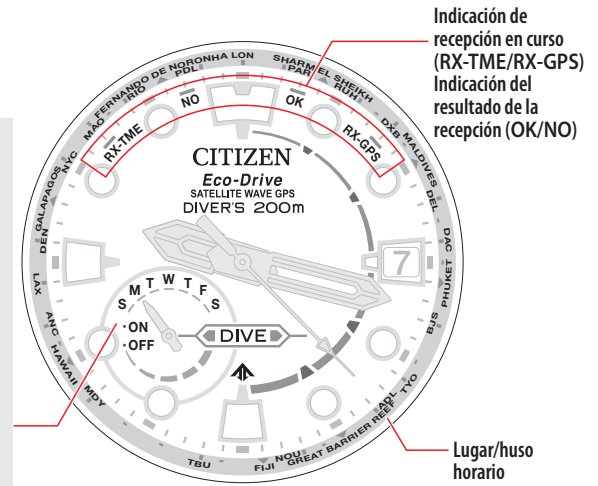 Indicación de
recepción en curso
(RX-TME/RX-GPS)
Indicación del
resultado de la
recepción (OK/NO)
LON
SHARM EL SHEIKH
PAR
RUH
DXB
MALDIVES
DEL
DAC
PHUKET
BJS
TYO
ADL
GREAT BARRIER REEF
NOU
FIJI
TBU
MDY
HAWAII
ANC
LAX
DEN
GALAPAGOS
NYC
MAO
RIO
FERNANDO DE NORONHA
PDL
RX-TME
NO
OK
RX-GPS
CITIZEN
Eco-Drive
SATELLITE WAVE GPS
DIVER'S 200m
7
S M T W T F S
ON
OFF
DIVE
Lugar/huso
horario